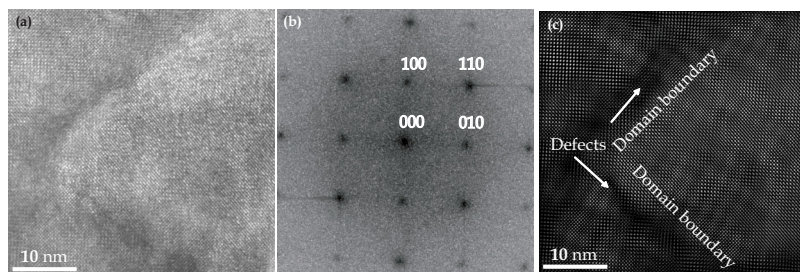 (a)
10 nm
(b)
100 110
000 010
(c)
Domain boundary
Defects
Domain boundary
10 nm